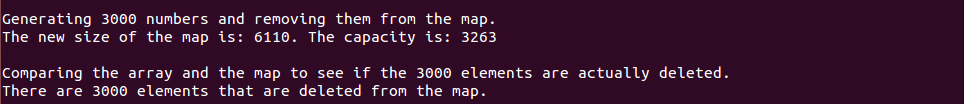 Generating 3000 numbers and removing them from the map.
The new size of the map is: 6110. The capacity is: 3263
Comparing the array and the map to see if the 3000 elements are actually deleted.
There are 3000 elements that are deleted from the map.